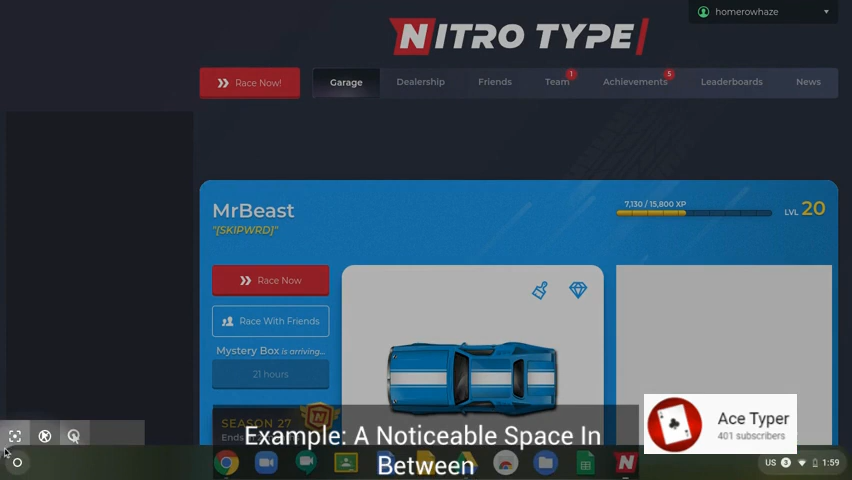 homerowhaze
NITRO TYPE
Race Now!
Garage
Dealership
Friends
Team
1
Achievements
5
Leaderboards
News
MrBeast
"[SKIPWRD]"
7,130 / 15,800 XP
LVL 20
Race Now
Race With Friends
Mystery Box is arriving...
21 hours
SEASON 27
Ends
Example: A Noticeable Space In
Between
Ace Typer
401 subscribers
US 3 1:59